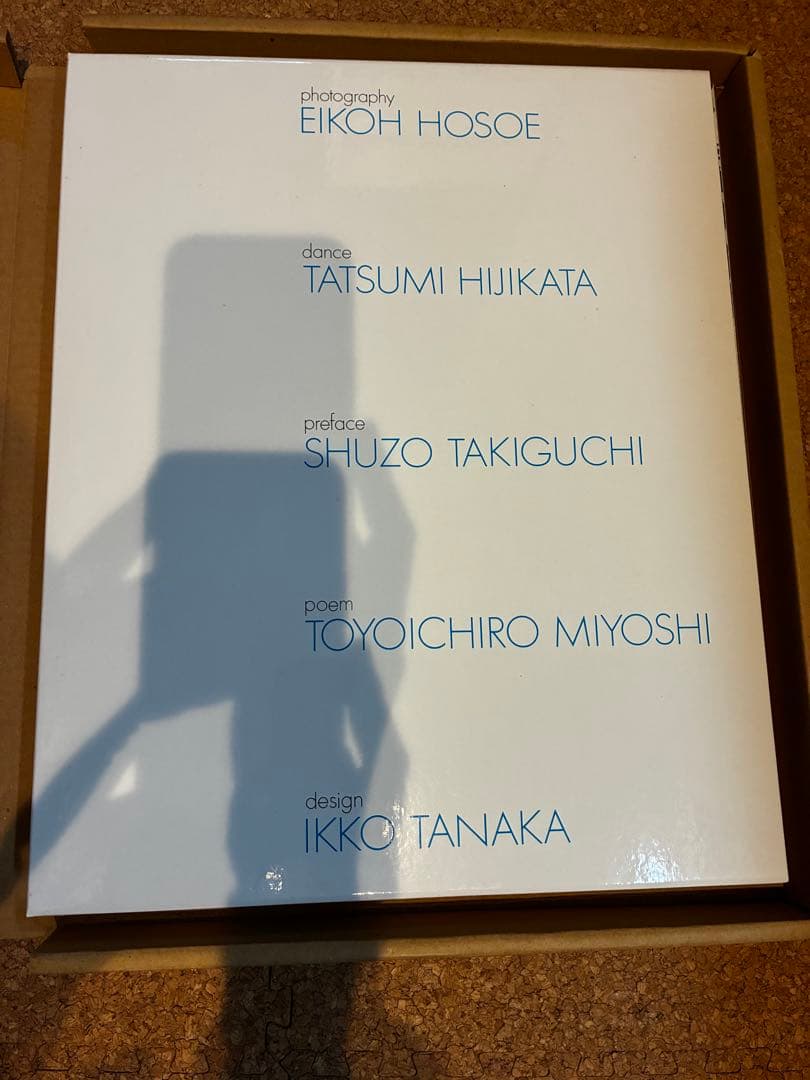 photography
EIKOH HOSOE
dance
TATSUMI HIJIKATA
preface
SHUZO TAKIGUCHI
poem
TOYOICHIRO MIYOSHI
design
IKKO TANAKA